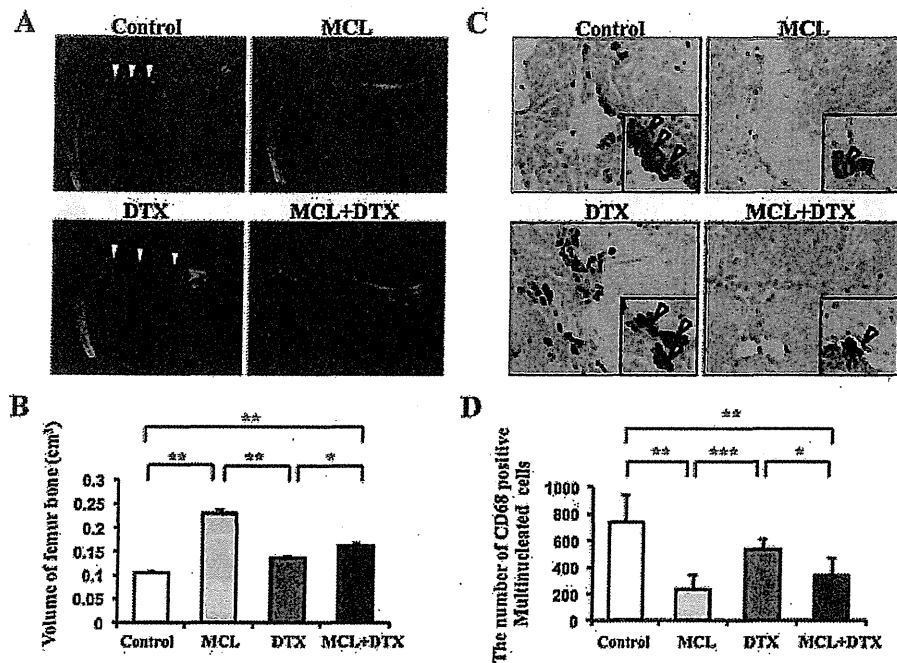 A
Control
MCL
DTX
MCL+DTX
C
Control
MCL
DTX
MCL+DTX
B
**
** ** *
Volume of femur bone (cm³)
0.3
0.25
0.2
0.15
0.1
0.05
0
Control MCL DTX MCL+DTX
D
**
** *** *
The number of CD68 positive
Multinucleated cells
1,000
800
600
400
200
0
Control MCL DTX MCL+DTX